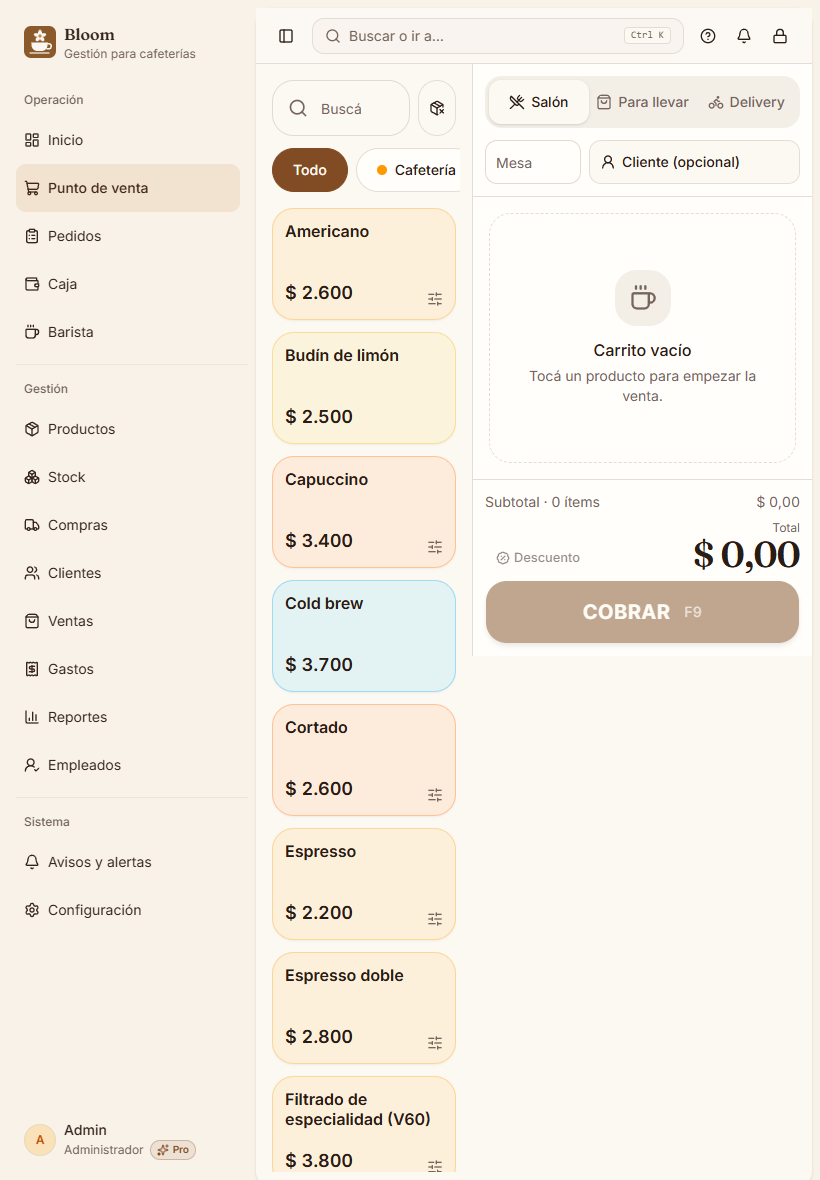 Bloom
Gestión para cafeterías
Operación
Inicio
Punto de venta
Pedidos
Caja
Barista
Gestión
Productos
Stock
Compras
Clientes
Ventas
Gastos
Reportes
Empleados
Sistema
Avisos y alertas
Configuración
A
Admin
Administrador
Pro
Buscar o ir a...
Ctrl K
Buscá
Todo
Cafetería
Americano
$ 2.600
Budín de limón
$ 2.500
Capuccino
$ 3.400
Cold brew
$ 3.700
Cortado
$ 2.600
Espresso
$ 2.200
Espresso doble
$ 2.800
Filtrado de
especialidad (V60)
$ 3.800
Salón
Para llevar
Delivery
Mesa
Cliente (opcional)
Carrito vacío
Tocá un producto para empezar la
venta.
Subtotal · 0 ítems
$ 0,00
Total
Descuento
$ 0,00
COBRAR F9